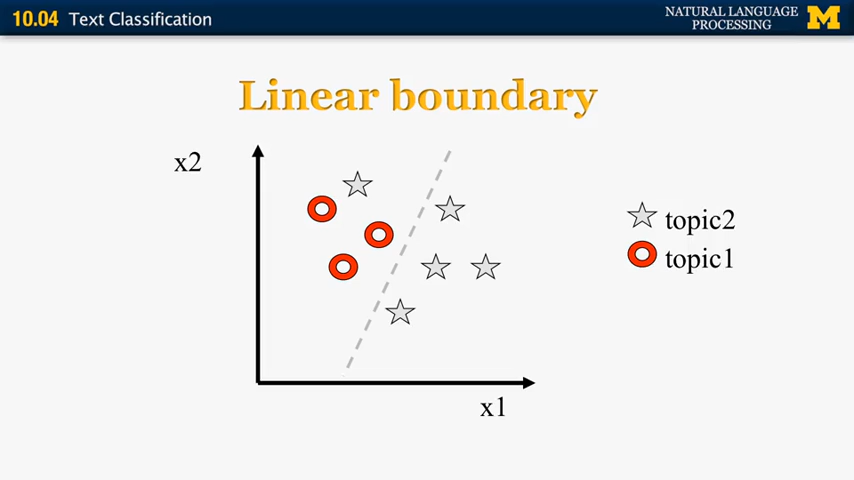 10.04 Text Classification
NATURAL LANGUAGE
PROCESSING
M
Linear boundary
x2
topic2
topic1
x1